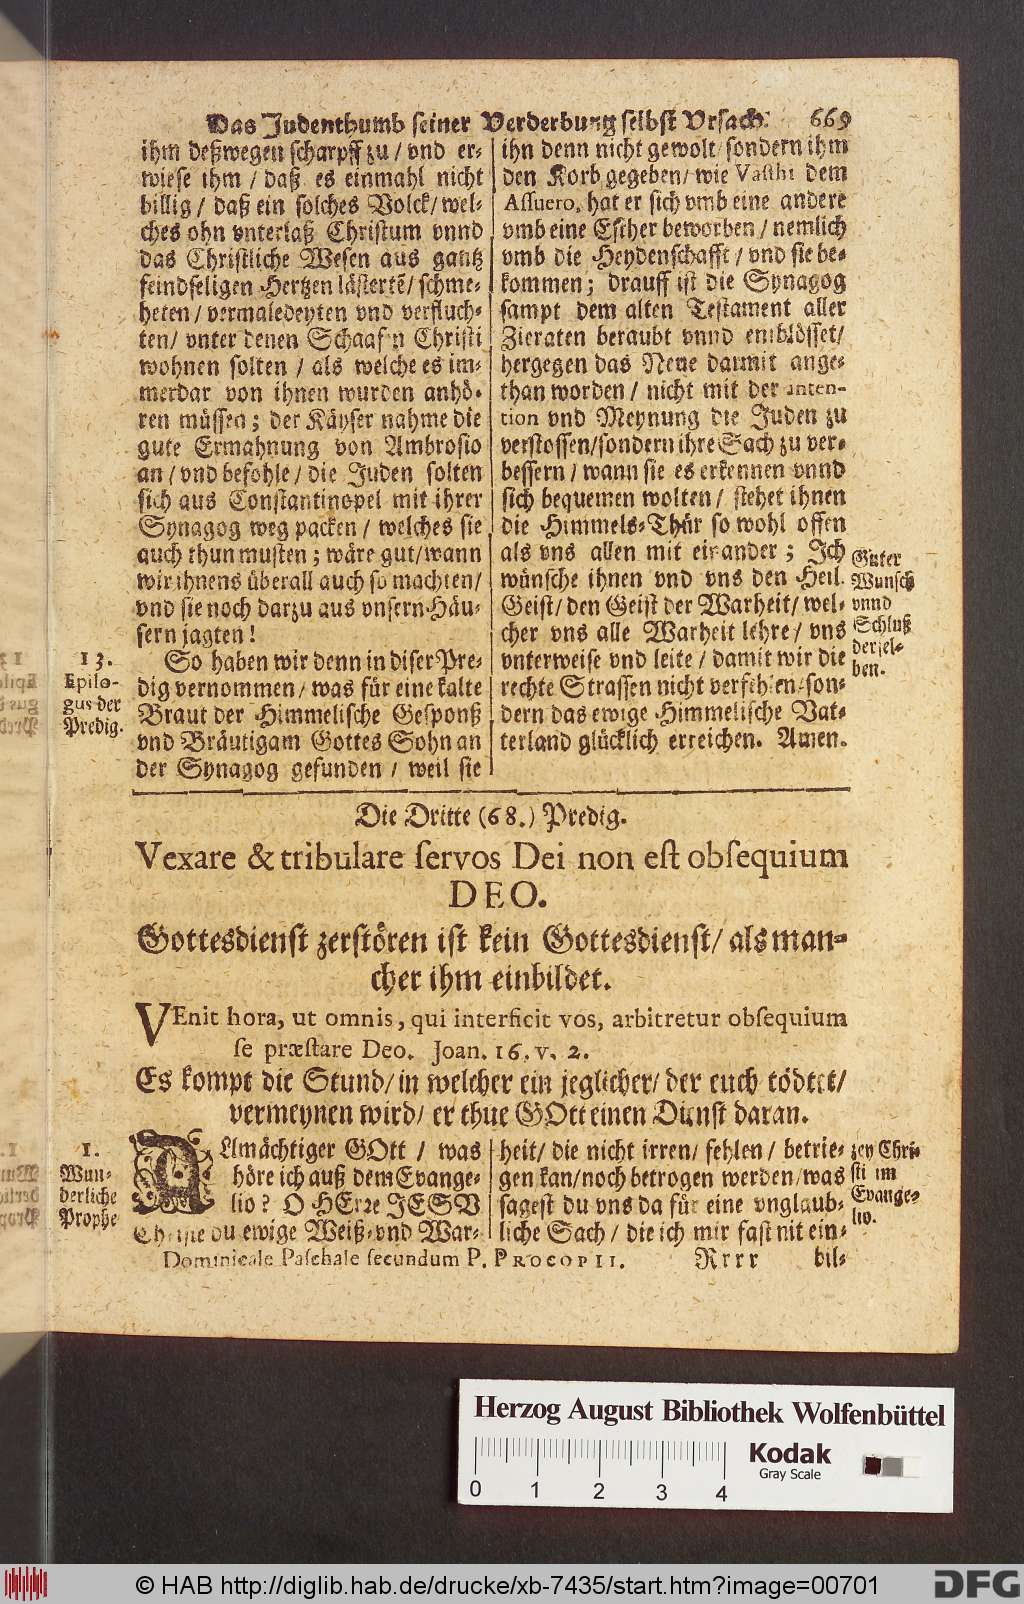 Das Judenthumb seiner Verderbung selbst Vrsach. 669
ihm deßwegen scharpff zu / vnd er-
wiese ihm / daß es einmahl nicht
billig / daß ein solches Volck / wel-
ches ohn vnterlaß Christum vnnd
das Christliche Wesen aus gantz
feindseligen Hertzen lästertẽ / schme-
heten / vermaledeyten vnd verfluch-
ten / vnter denen Schaafen Christi
wohnen solten / als welche es im-
merdar von ihnen wurden anhö-
ren müssen; der Käyser nahme die
gute Ermahnung von Ambrosio
an / vnd befohle / die Juden solten
sich aus Constantinopel mit ihrer
Synagog weg packen / welches sie
auch thun musten; wäre gut / wann
wir ihnens überall auch so machten /
vnd sie noch darzu aus vnsern Häu-
sern jagten!
13.
Epilo-
gus der
Predig.
So haben wir denn in diser Pre-
dig vernommen / was für eine kalte
Braut der Himmelische Gesponß
vnd Bräutigam Gottes Sohn an
der Synagog gefunden / weil sie
ihn denn nicht gewolt / sondern ihm
den Korb gegeben / wie Vasthi dem
Assuero, hat er sich vmb eine andere
vmb eine Esther beworben / nemlich
vmb die Heydenschafft / vnd sie be-
kommen; drauff ist die Synagog
sampt dem alten Testament aller
Zieraten beraubt vnnd entblösset /
hergegen das Neue darmit ange-
than worden / nicht mit der inten-
tion vnd Meynung die Juden zu
verstossen / sondern ihre Sach zu ver-
bessern / wann sie es erkennen vnnd
sich bequemen wolten / stehet ihnen
die Himmels-Thür so wohl offen
als vns allen mit einander; Ich
wünsche ihnen vnd vns den Heil.
Geist / den Geist der Warheit / wel-
cher vns alle Warheit lehre / vns
vnterweise vnd leite / damit wir die
rechte Strassen nicht verfehlen / son-
dern das ewige Himmelische Vat-
terland glücklich erreichen. Amen.
Guter
Wunsch
vnnd
Schluß
dersel-
ben.
Die Dritte (68.) Predig.
Vexare & tribulare servos Dei non est obsequium
DEO.
Gottesdienst zerstören ist kein Gottesdienst / als man-
cher ihm einbildet.
VEnit hora, ut omnis, qui interficit vos, arbitretur obsequium
se præstare Deo. Joan. 16. v. 2.
Es kompt die Stund / in welcher ein jeglicher / der euch tödtet /
vermeynen wird / er thue GOtt einen Dienst daran.
1.
Wun-
derliche
Prophe
ALlmächtiger GOtt / was
höre ich auß dem Evange-
lio? O HErre JESV
Christe du ewige Weiß- vnd War-
heit / die nicht irren / fehlen / betrie-
gen kan / noch betrogen werden / was
sagest du vns da für eine vnglaub-
liche Sach / die ich mir fast nit ein-
zey Chri-
sti im
Evange-
lio.
Dominicale Paschale secundum P. PROCOPII. Rrrr bil-
Herzog August Bibliothek Wolfenbüttel
Kodak
Gray Scale
0 1 2 3 4
© HAB http://diglib.hab.de/drucke/xb-7435/start.htm?image=00701
DFG